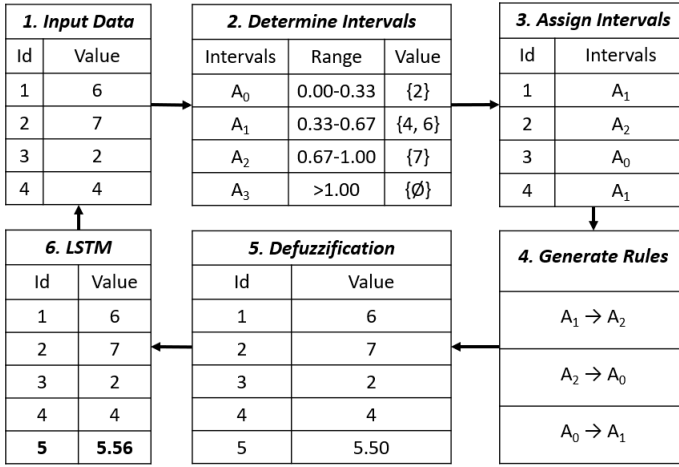 1. Input Data
Id Value
1 6
2 7
3 2
4 4
2. Determine Intervals
Intervals Range Value
A₀ 0.00-0.33 {2}
A₁ 0.33-0.67 {4, 6}
A₂ 0.67-1.00 {7}
A₃ >1.00 {Ø}
3. Assign Intervals
Id Intervals
1 A₁
2 A₂
3 A₀
4 A₁
4. Generate Rules
A₁ → A₂
A₂ → A₀
A₀ → A₁
5. Defuzzification
Id Value
1 6
2 7
3 2
4 4
5 5.50
6. LSTM
Id Value
1 6
2 7
3 2
4 4
5 5.56